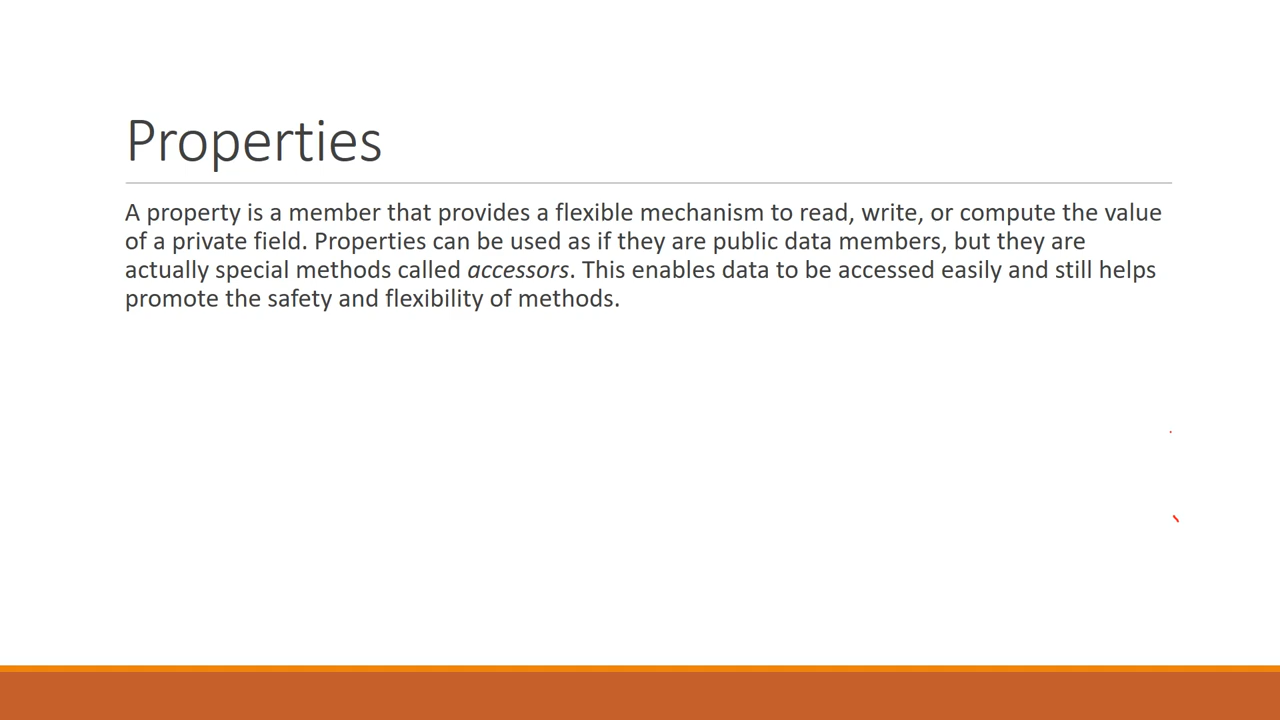 Properties
A property is a member that provides a flexible mechanism to read, write, or compute the value
of a private field. Properties can be used as if they are public data members, but they are
actually special methods called accessors. This enables data to be accessed easily and still helps
promote the safety and flexibility of methods.